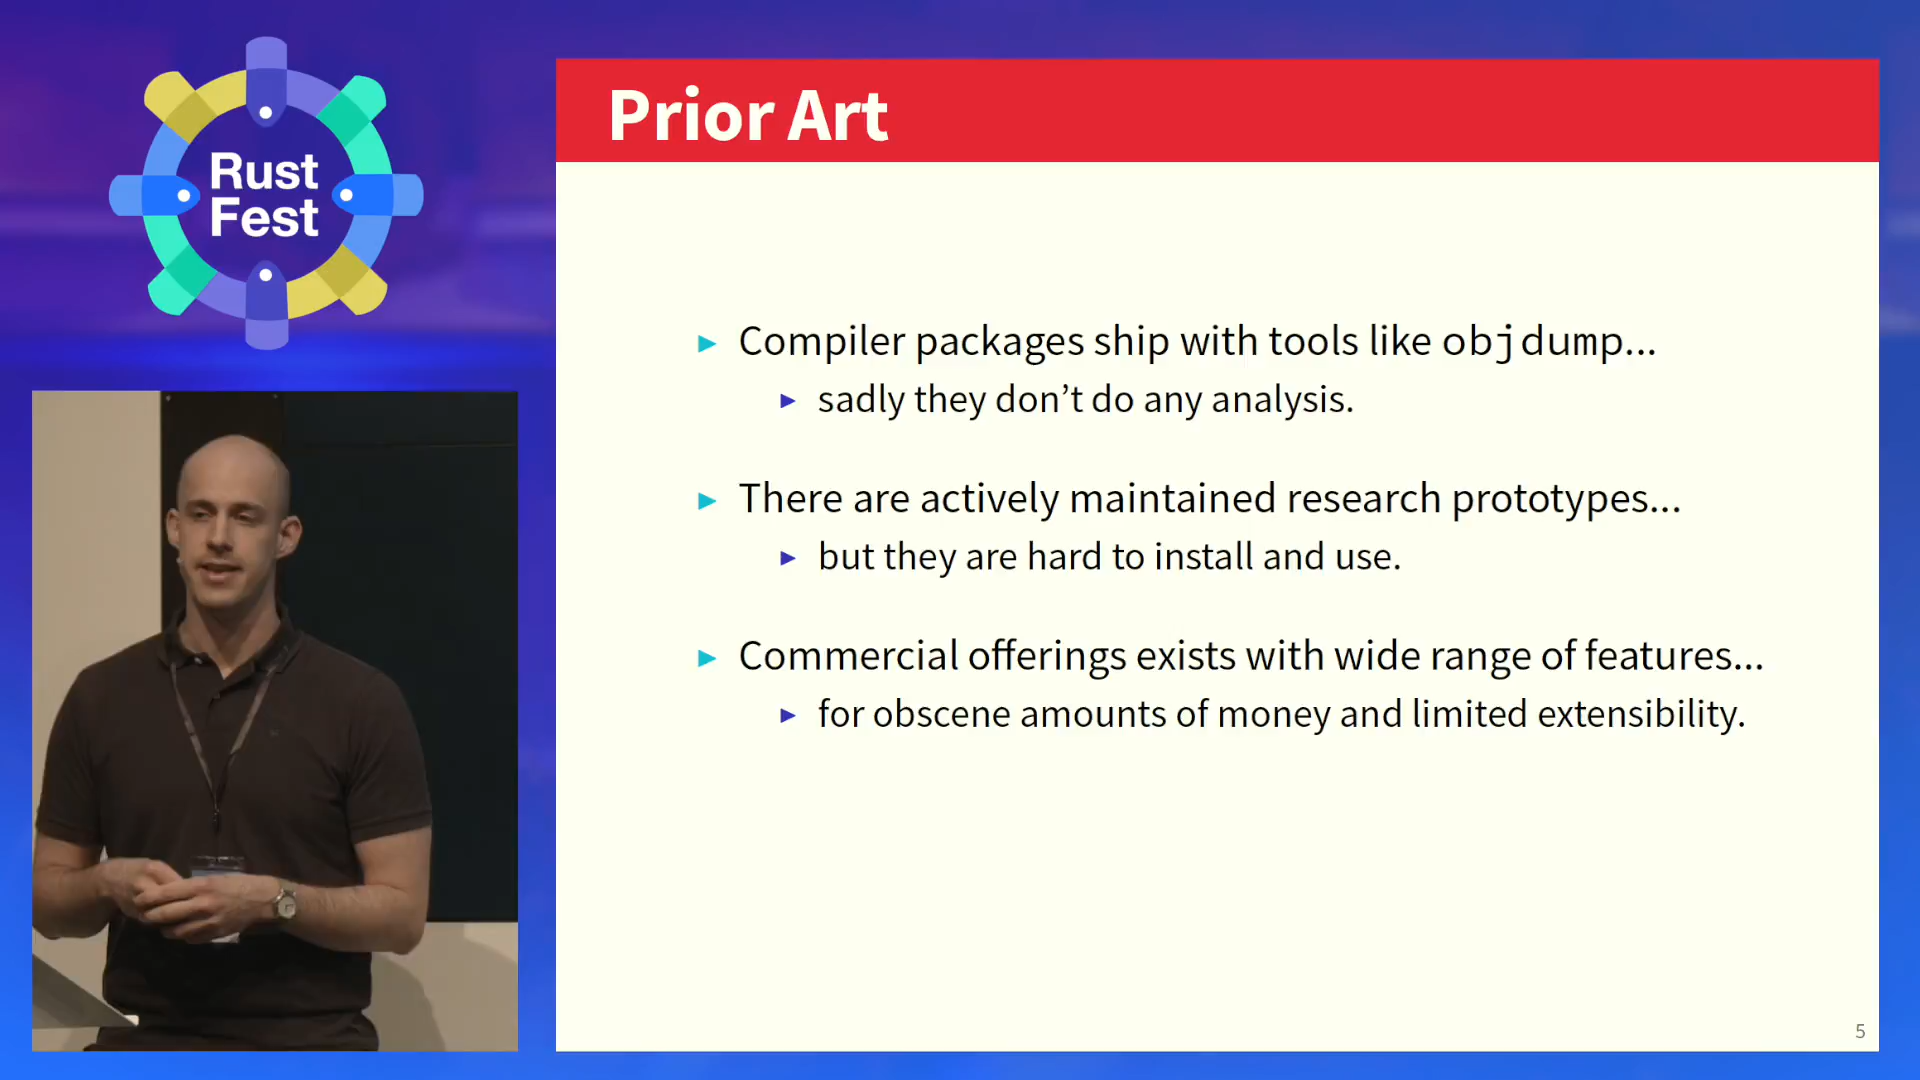 Rust
Fest
Prior Art
Compiler packages ship with tools like objdump...
sadly they don’t do any analysis.
There are actively maintained research prototypes...
but they are hard to install and use.
Commercial offerings exists with wide range of features...
for obscene amounts of money and limited extensibility.
5